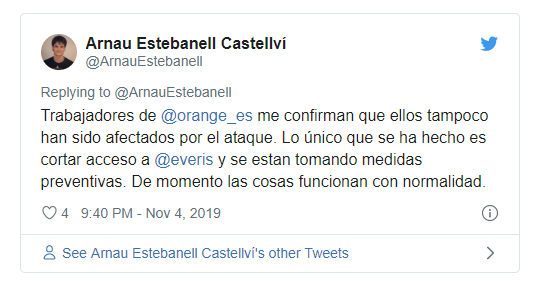 Arnau Estebanell Castellví
@ArnauEstebanell
Replying to @ArnauEstebanell
Trabajadores de @orange_es me confirman que ellos tampoco
han sido afectados por el ataque. Lo único que se ha hecho es
cortar acceso a @everis y se estan tomando medidas
preventivas. De momento las cosas funcionan con normalidad.
4 9:40 PM - Nov 4, 2019
See Arnau Estebanell Castellví's other Tweets